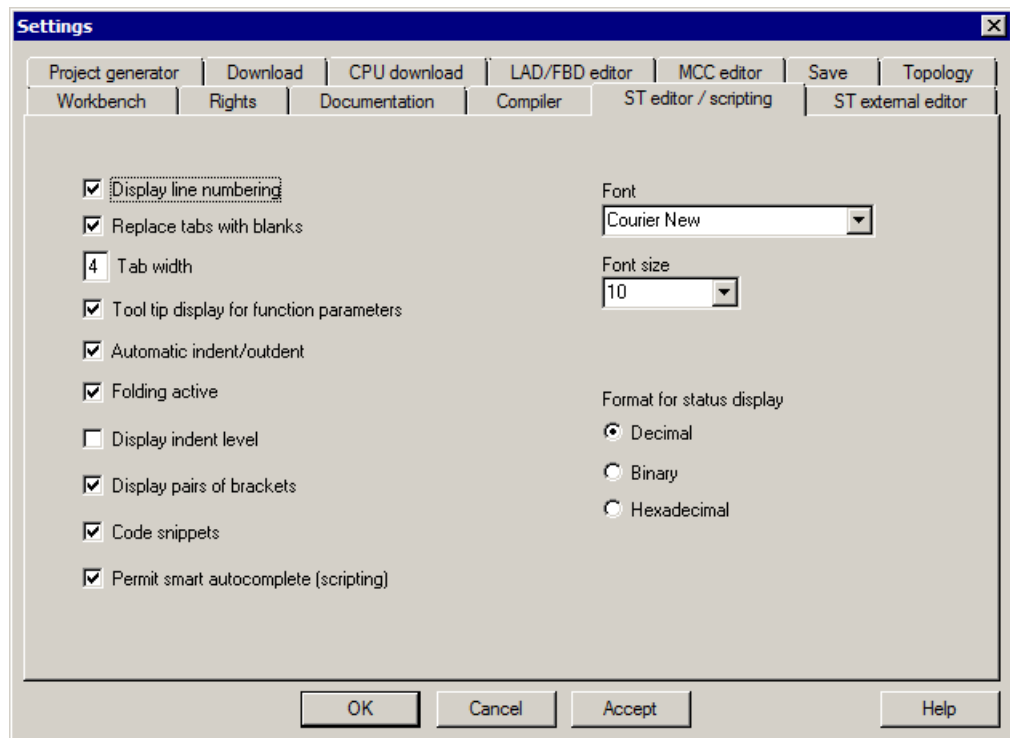 Settings
Project generator
Download
CPU download
LAD/FBD editor
MCC editor
Save
Topology
Workbench
Rights
Documentation
Compiler
ST editor / scripting
ST external editor
Display line numbering
Replace tabs with blanks
4 Tab width
Tool tip display for function parameters
Automatic indent/outdent
Folding active
Display indent level
Display pairs of brackets
Code snippets
Permit smart autocomplete (scripting)
Font
Courier New
Font size
10
Format for status display
Decimal
Binary
Hexadecimal
OK
Cancel
Accept
Help